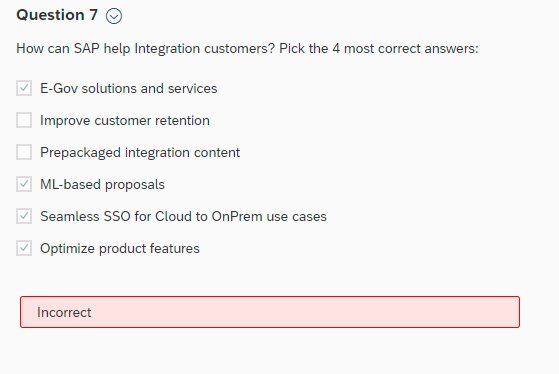 Question 7
How can SAP help Integration customers? Pick the 4 most correct answers:
E-Gov solutions and services
Improve customer retention
Prepackaged integration content
ML-based proposals
Seamless SSO for Cloud to OnPrem use cases
Optimize product features
Incorrect